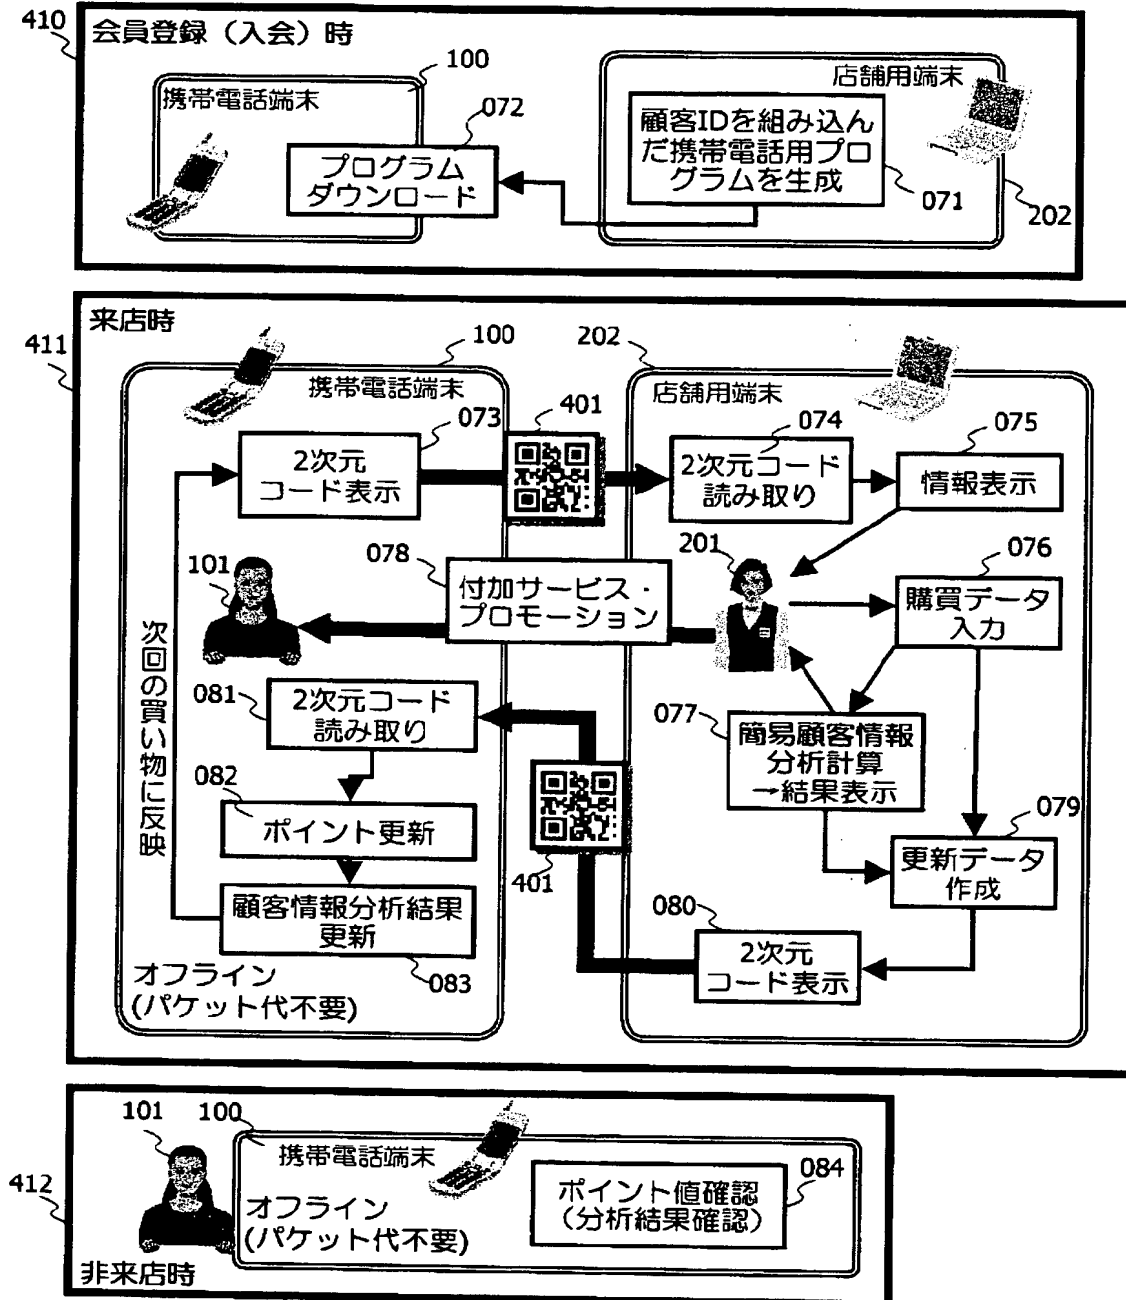 410
会員登録（入会）時
100
携帯電話端末
072
プログラム
ダウンロード
店舗用端末
顧客IDを組み込ん
だ携帯電話用プロ
グラムを生成
071
202
411
来店時
100
携帯電話端末
073
2次元
コード表示
401
202
店舗用端末
074
2次元コード
読み取り
075
情報表示
101
078
付加サービス・
プロモーション
201
076
購買データ
入力
次回の買い物に反映
081
2次元コード
読み取り
077
簡易顧客情報
分析計算
→結果表示
082
ポイント更新
401
079
更新データ
作成
顧客情報分析結果
更新
083
080
2次元
コード表示
オフライン
(パケット代不要)
412
101
100
携帯電話端末
オフライン
(パケット代不要)
084
ポイント値確認
（分析結果確認）
非来店時